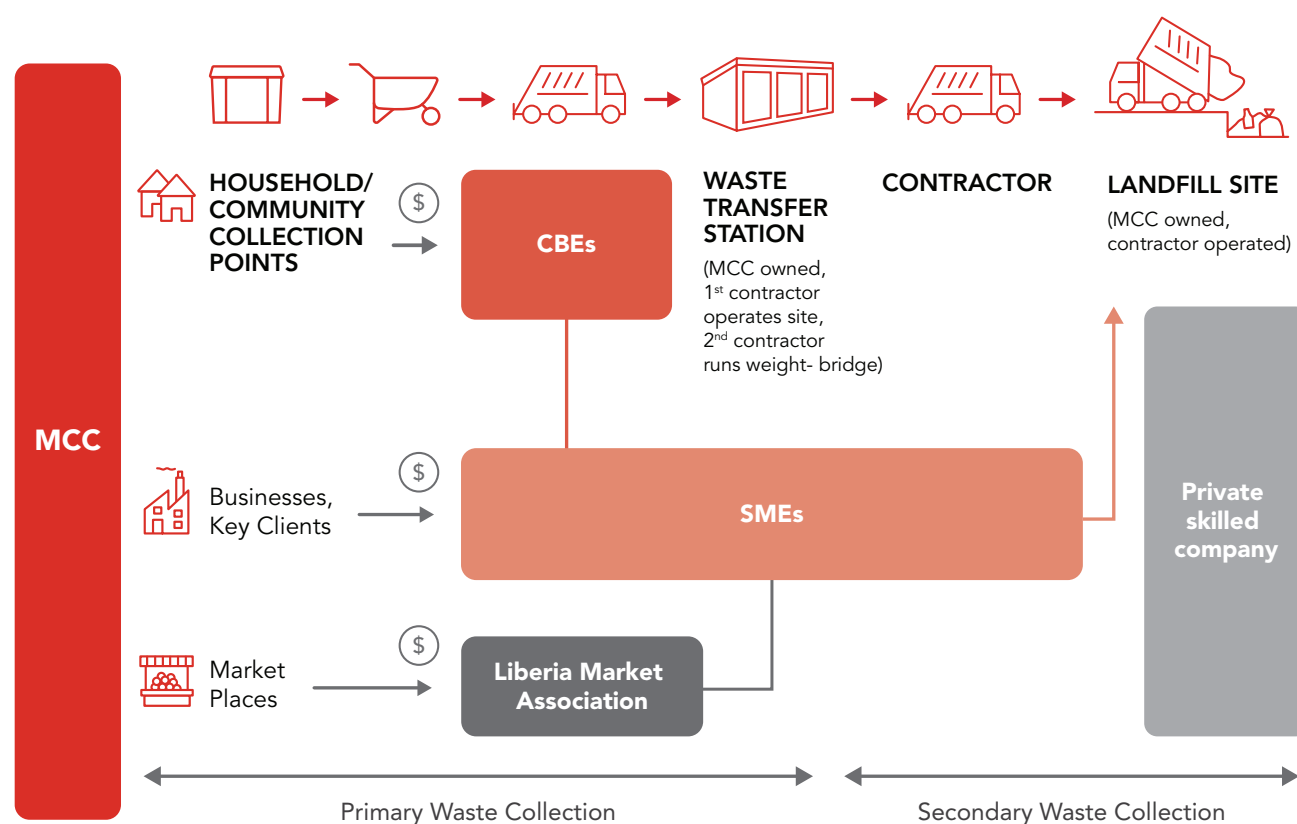 MCC
HOUSEHOLD/
COMMUNITY
COLLECTION
POINTS
$
CBEs
WASTE
TRANSFER
STATION
(MCC owned,
1st contractor
operates site,
2nd contractor
runs weight- bridge)
CONTRACTOR
LANDFILL SITE
(MCC owned,
contractor operated)
Businesses,
Key Clients
$
SMEs
Private
skilled
company
Market
Places
$
Liberia Market
Association
Primary Waste Collection
Secondary Waste Collection